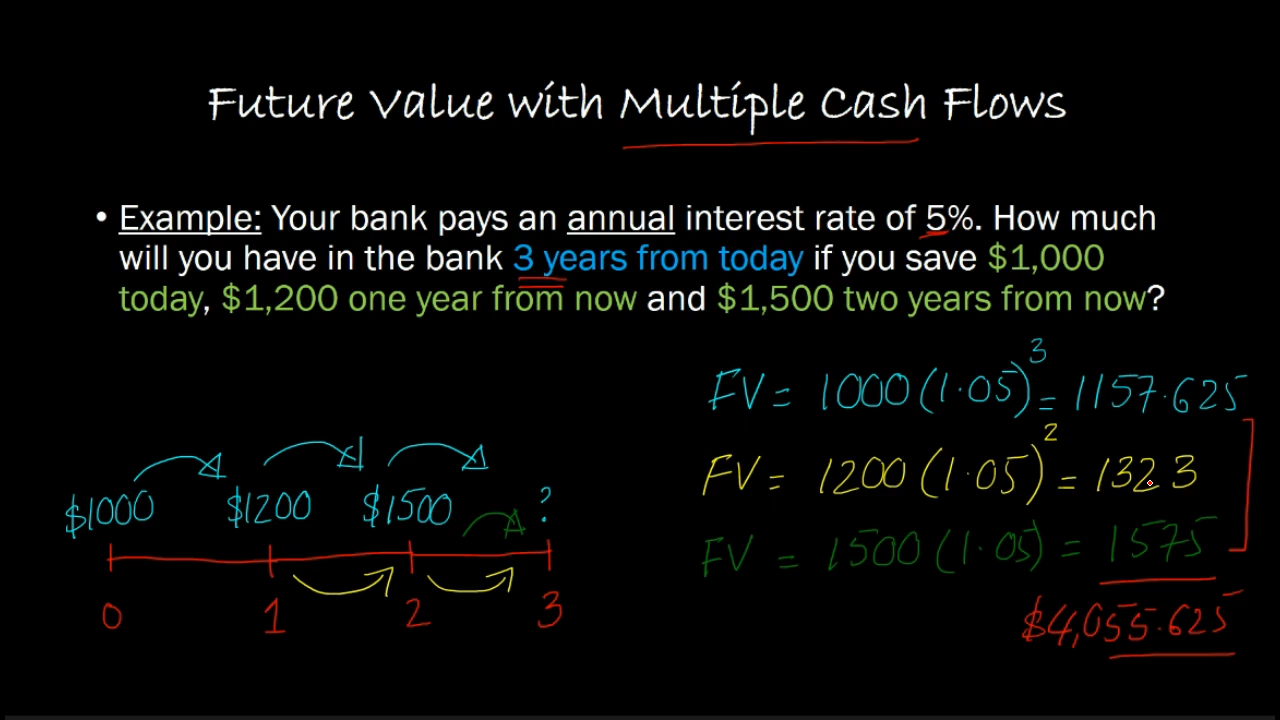 Future Value with Multiple Cash Flows
• Example: Your bank pays an annual interest rate of 5%. How much
will you have in the bank 3 years from today if you save $1,000
today, $1,200 one year from now and $1,500 two years from now?
FV = 1000(1.05)³ = 1157.625
FV = 1200(1.05)² = 1323
FV = 1500(1.05) = 1575
$4,055.625
$1000 $1200 $1500 ?
0 1 2 3